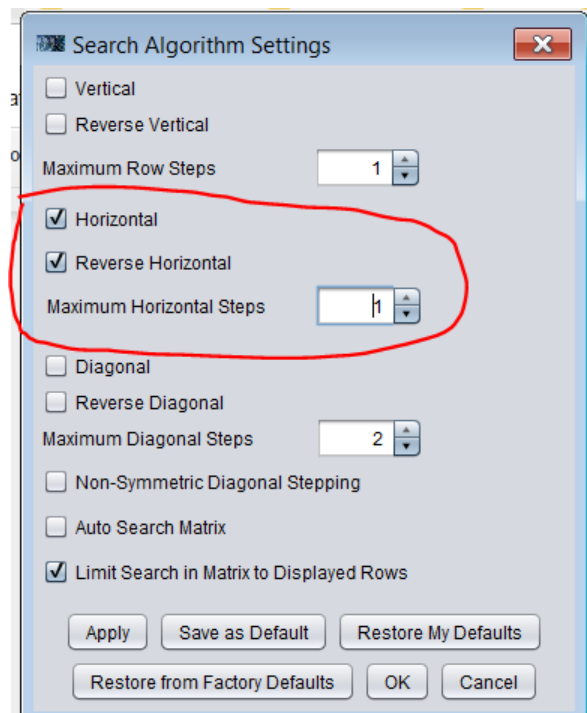 Search Algorithm Settings
Vertical
Reverse Vertical
Maximum Row Steps 1
Horizontal
Reverse Horizontal
Maximum Horizontal Steps 1
Diagonal
Reverse Diagonal
Maximum Diagonal Steps 2
Non-Symmetric Diagonal Stepping
Auto Search Matrix
Limit Search in Matrix to Displayed Rows
Apply Save as Default Restore My Defaults
Restore from Factory Defaults OK Cancel